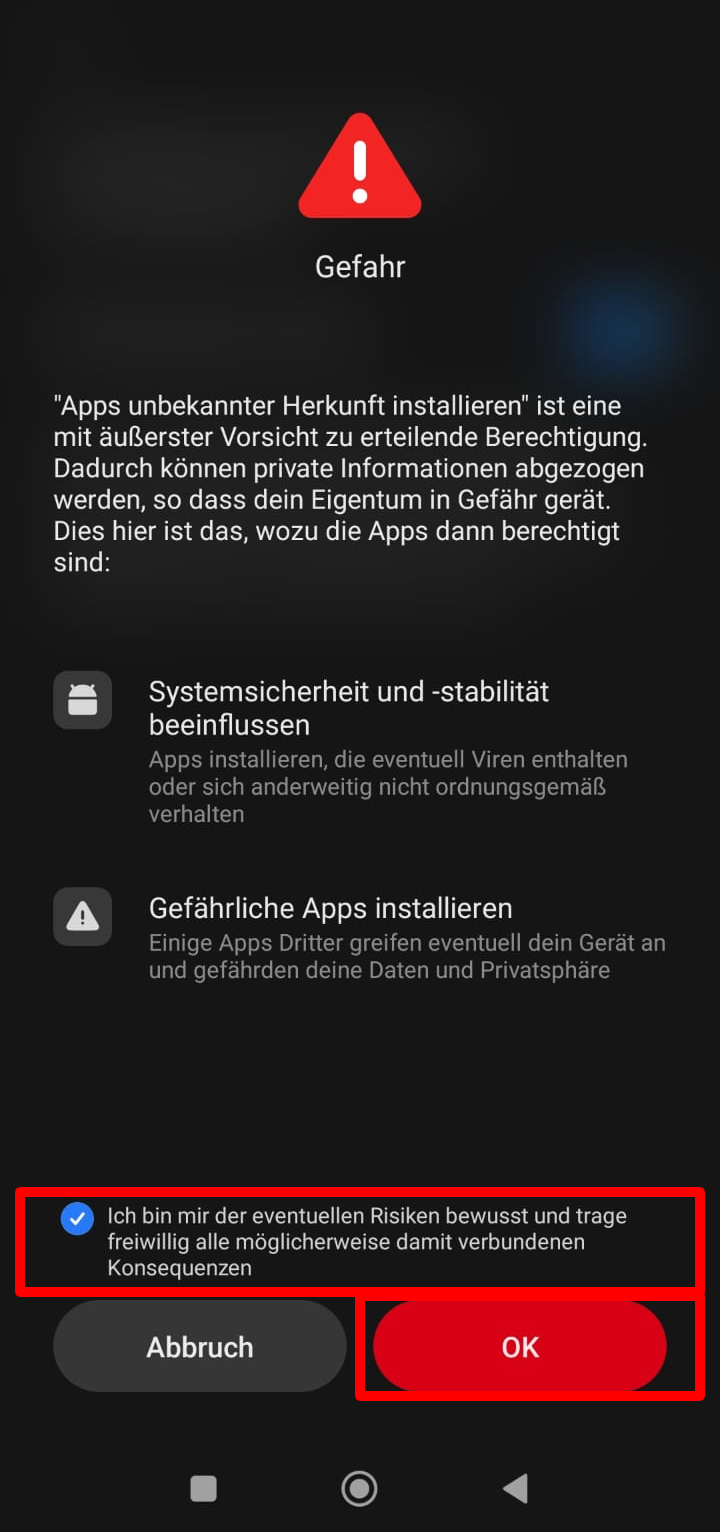 Gefahr
"Apps unbekannter Herkunft installieren" ist eine
mit äußerster Vorsicht zu erteilende Berechtigung.
Dadurch können private Informationen abgezogen
werden, so dass dein Eigentum in Gefähr gerät.
Dies hier ist das, wozu die Apps dann berechtigt
sind:
Systemsicherheit und -stabilität
beeinflussen
Apps installieren, die eventuell Viren enthalten
oder sich anderweitig nicht ordnungsgemäß
verhalten
Gefährliche Apps installieren
Einige Apps Dritter greifen eventuell dein Gerät an
und gefährden deine Daten und Privatsphäre
Ich bin mir der eventuellen Risiken bewusst und trage
freiwillig alle möglicherweise damit verbundenen
Konsequenzen
Abbruch
OK